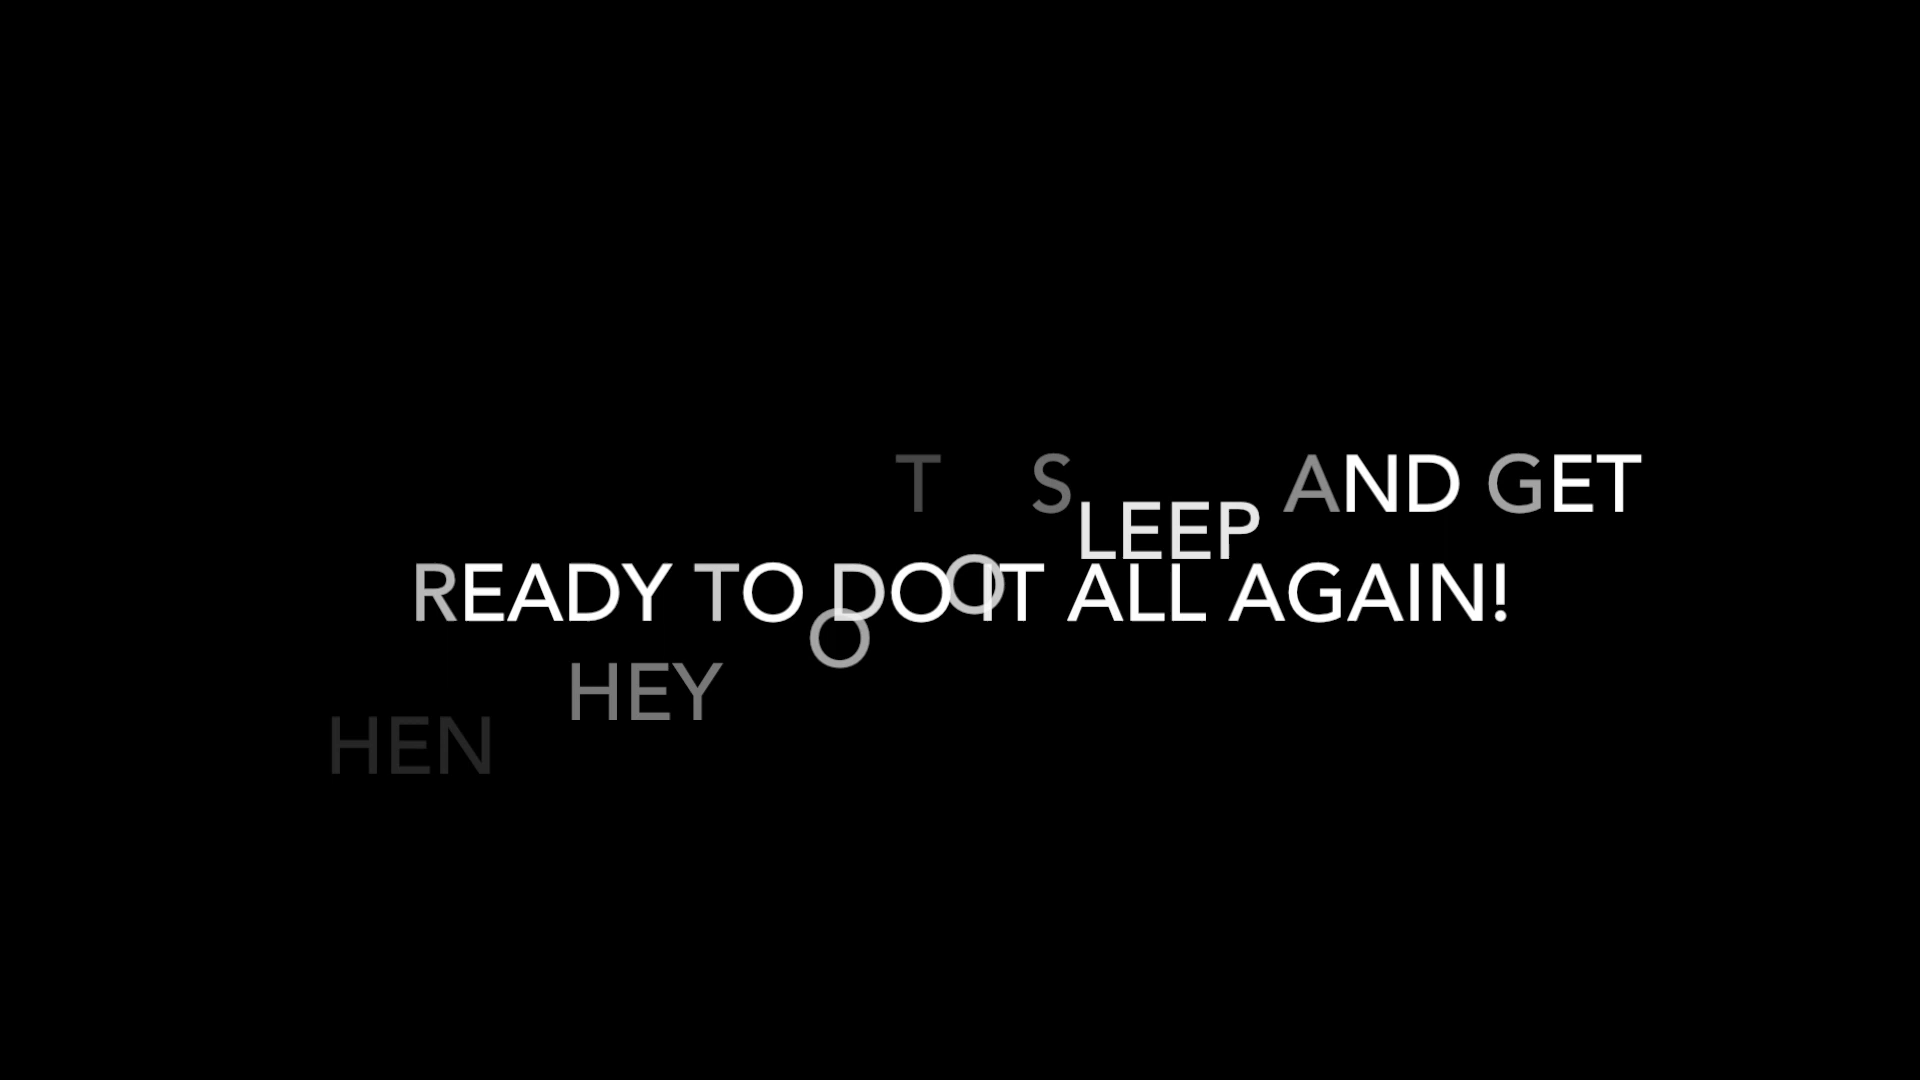 T S AND GET
LEEP
READY TO DO IT ALL AGAIN!
O
O
HEY
HEN